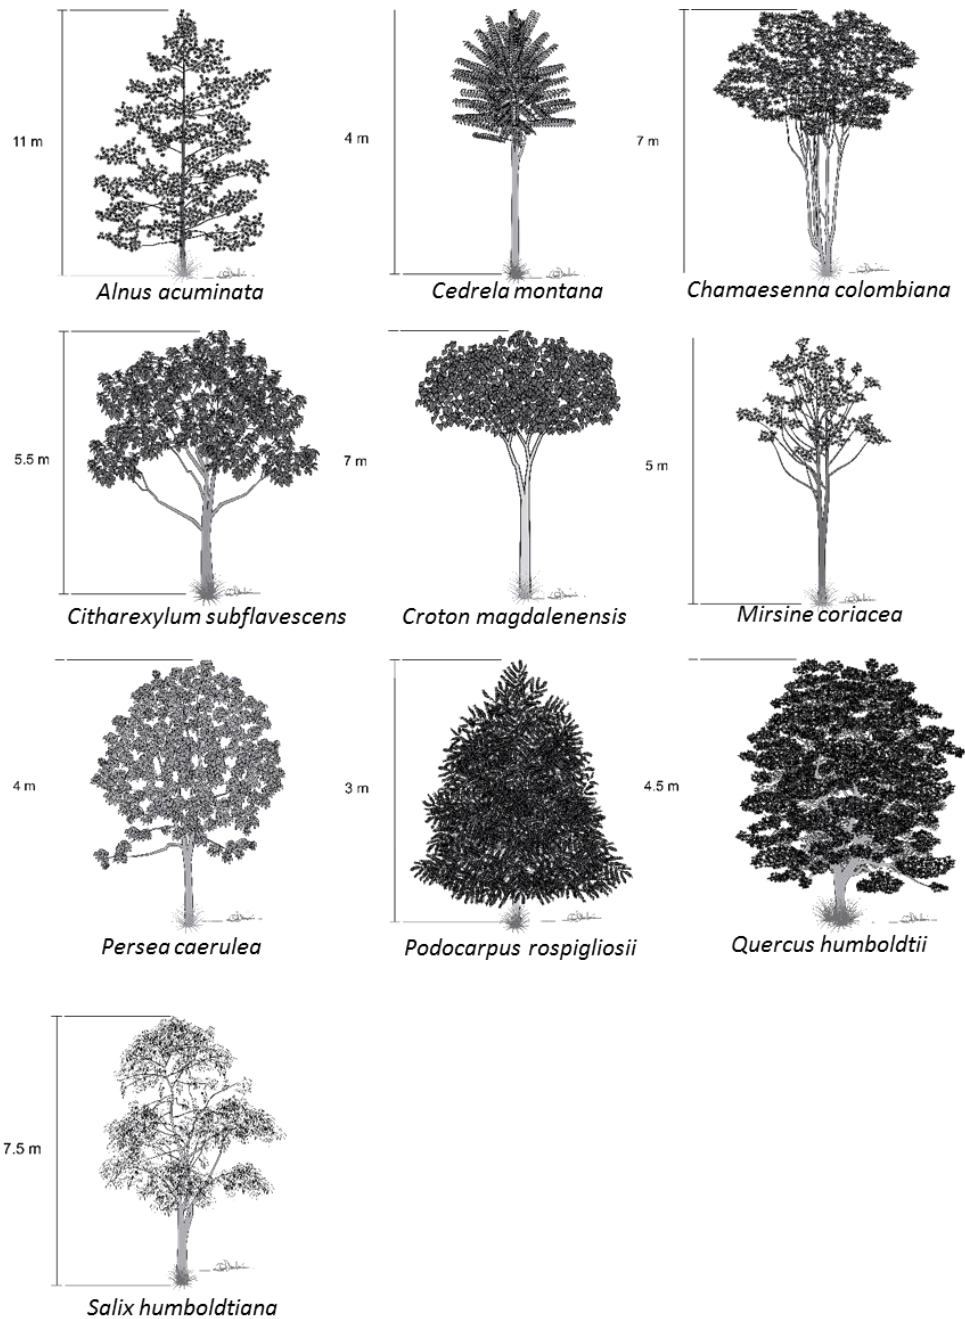 11 m
Alnus acuminata
4 m
Cedrela montana
7 m
Chamaesenna colombiana
5.5 m
Citharexylum subflavescens
7 m
Croton magdalenensis
5 m
Mirsine coriacea
4 m
Persea caerulea
3 m
Podocarpus rospigliosii
4.5 m
Quercus humboldtii
7.5 m
Salix humboldtiana